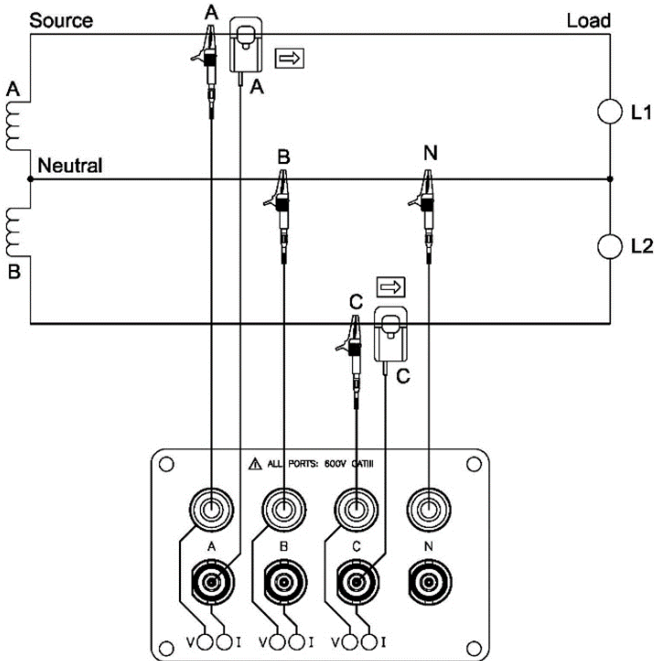 Source
A
Load
A
A
L1
Neutral
B
N
B
L2
C
C
⚠ ALL PORTS: 600V CATIII
A
B
C
N
V I
V I
V I